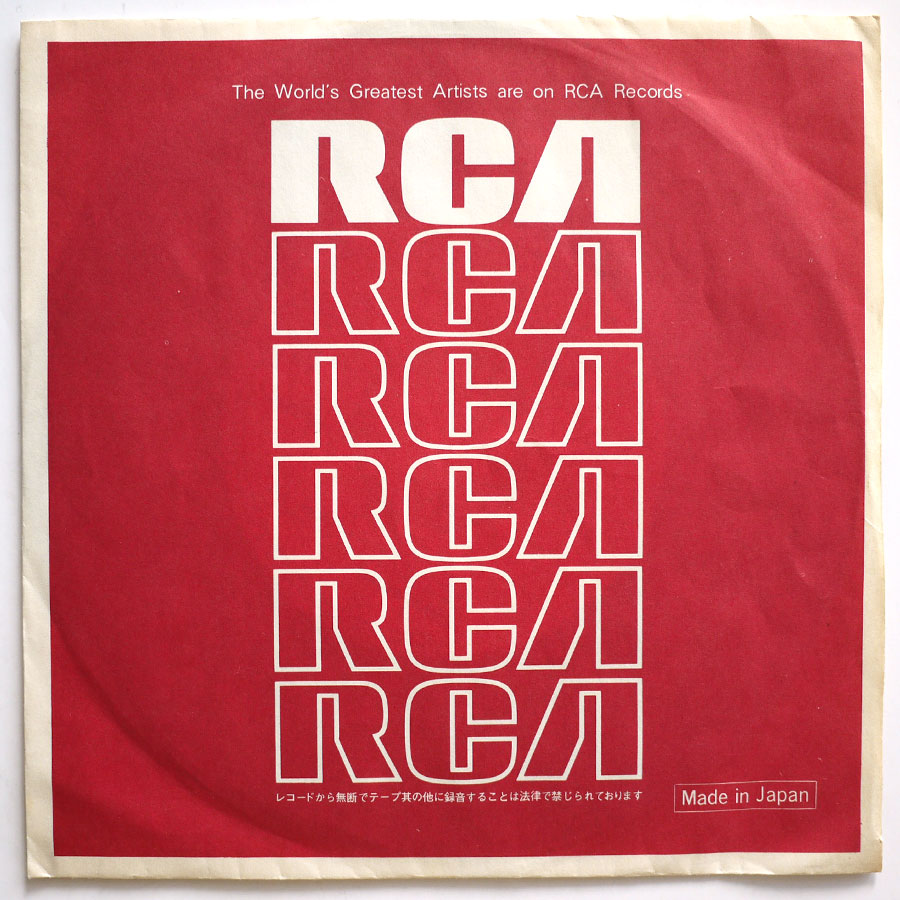 The World's Greatest Artists are on RCA Records
RCA
RCA
RCA
RCA
RCA
RCA
レコードから無断でテープ其の他に録音することは法律で禁じられております
Made in Japan